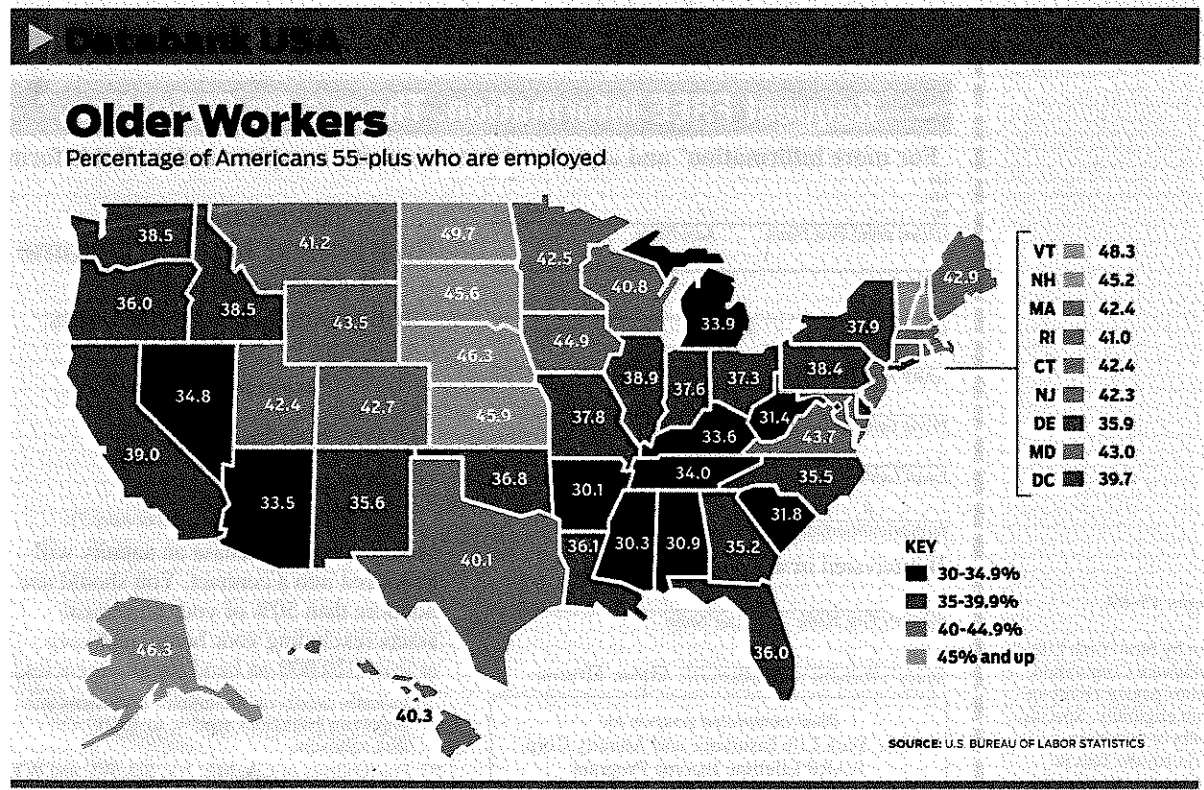 Databank USA
Older Workers
Percentage of Americans 55-plus who are employed
For more information
38.5
41.2
49.7
42.5
42.9
36.0
38.5
45.6
40.8
43.5
33.9
37.9
44.9
46.3
38.9
37.6
37.3
38.4
34.8
42.4
42.7
45.9
37.8
31.4
43.7
33.6
39.0
36.8
34.0
35.5
33.5
35.6
30.1
31.8
40.1
36.1
30.3
30.9
35.2
36.0
46.3
40.3
VT 48.3
NH 45.2
MA 42.4
RI 41.0
CT 42.4
NJ 42.3
DE 35.9
MD 43.0
DC 39.7
KEY
30-34.9%
35-39.9%
40-44.9%
45% and up
SOURCE: U.S. BUREAU OF LABOR STATISTICS